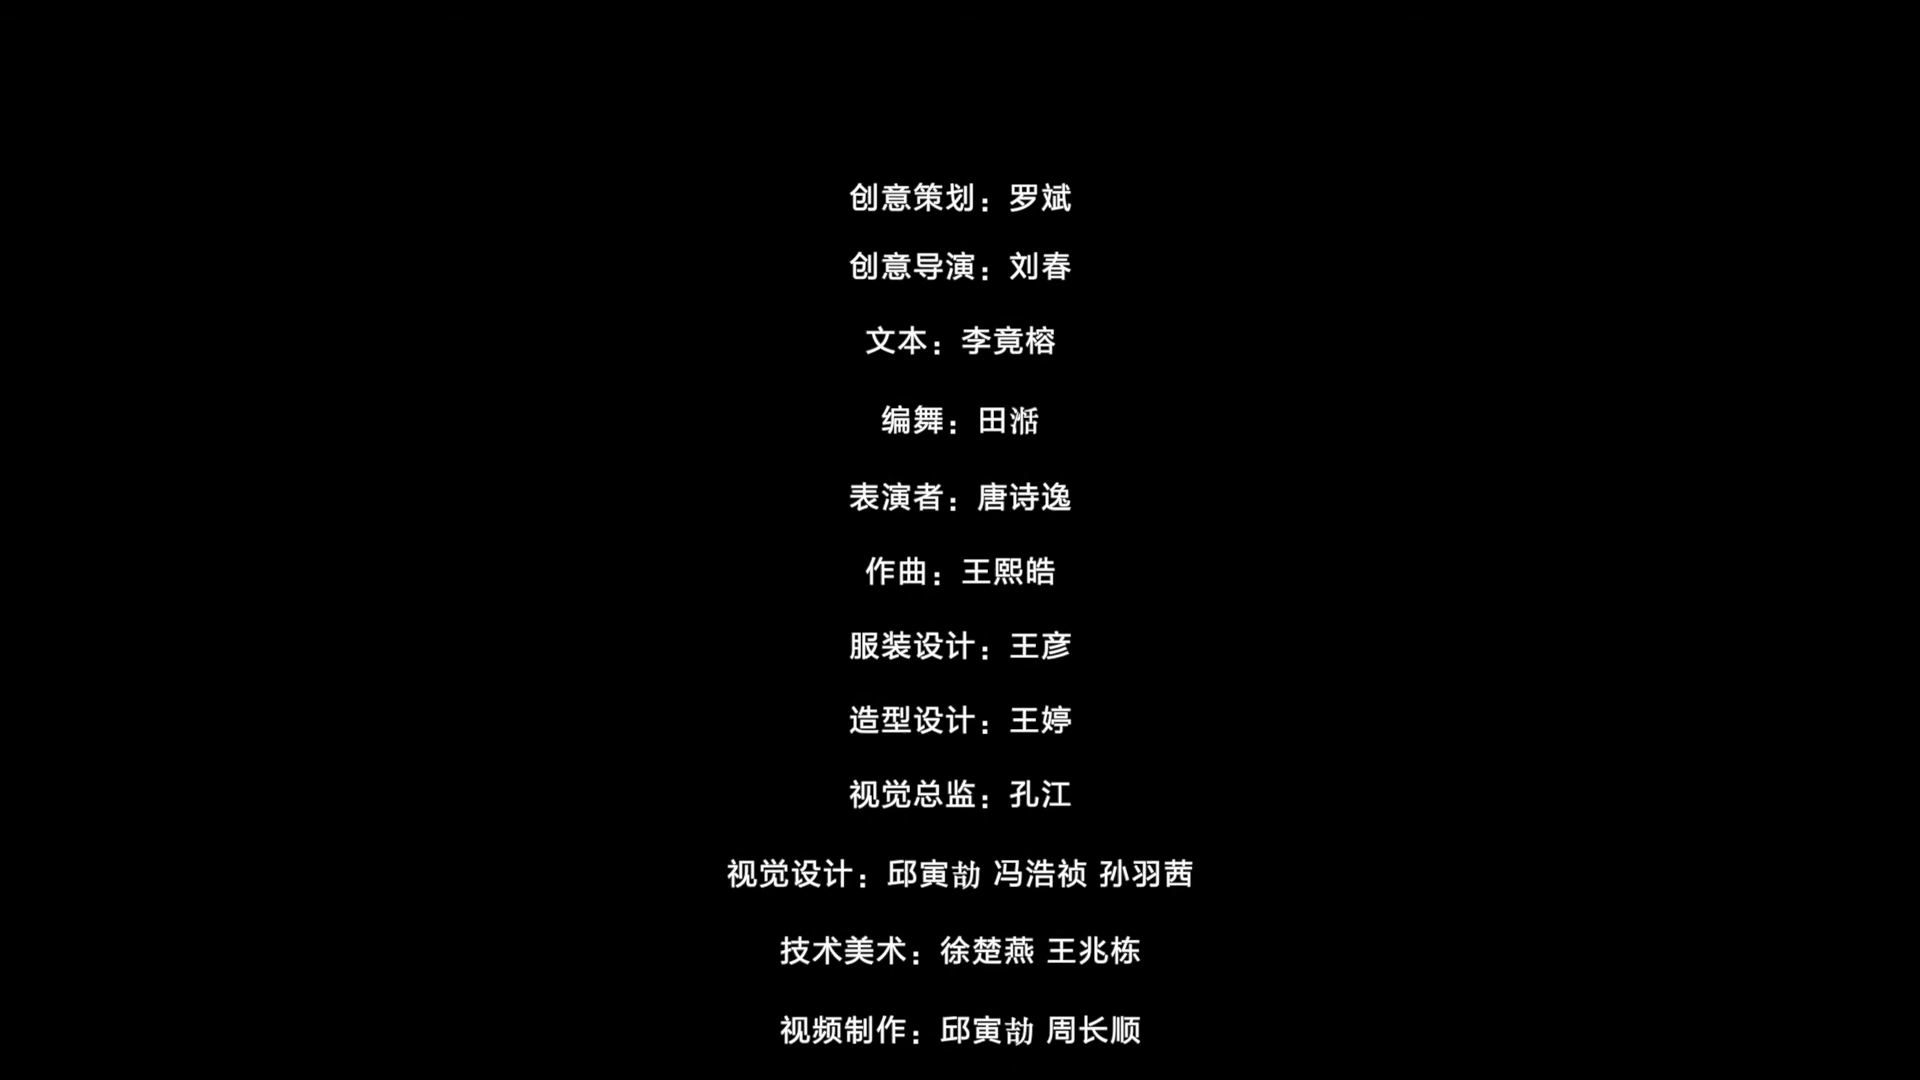 创意策划：罗斌
创意导演：刘春
文本：李竟榕
编舞：田湉
表演者：唐诗逸
作曲：王熙皓
服装设计：王彦
造型设计：王婷
视觉总监：孔江
视觉设计：邱寅劼 冯浩祯 孙羽茜
技术美术：徐楚燕 王兆栋
视频制作：邱寅劼 周长顺